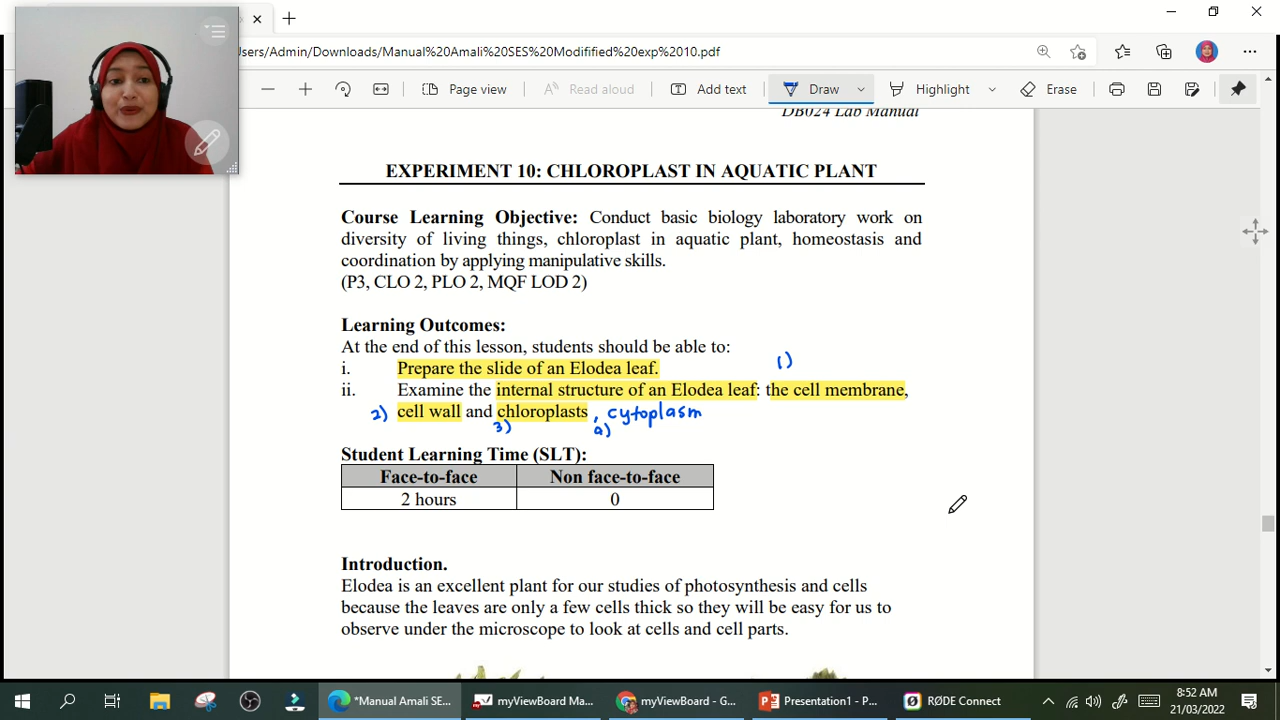 Users/Admin/Downloads/Manual%20Amali%20SES%20Modifified%20exp%2010.pdf
Page view
Read aloud
Add text
Draw
Highlight
Erase
DB024 Lab Manual
EXPERIMENT 10: CHLOROPLAST IN AQUATIC PLANT
Course Learning Objective: Conduct basic biology laboratory work on
diversity of living things, chloroplast in aquatic plant, homeostasis and
coordination by applying manipulative skills.
(P3, CLO 2, PLO 2, MQF LOD 2)
Learning Outcomes:
At the end of this lesson, students should be able to:
i. Prepare the slide of an Elodea leaf.
1)
ii. Examine the internal structure of an Elodea leaf: the cell membrane,
2) cell wall and chloroplasts , cytoplasm
3) 4)
Student Learning Time (SLT):
Face-to-face Non face-to-face
2 hours 0
Introduction.
Elodea is an excellent plant for our studies of photosynthesis and cells
because the leaves are only a few cells thick so they will be easy for us to
observe under the microscope to look at cells and cell parts.
*Manual Amali SE...
myViewBoard Ma...
myViewBoard - G...
Presentation1 - P...
RØDE Connect
8:52 AM
21/03/2022